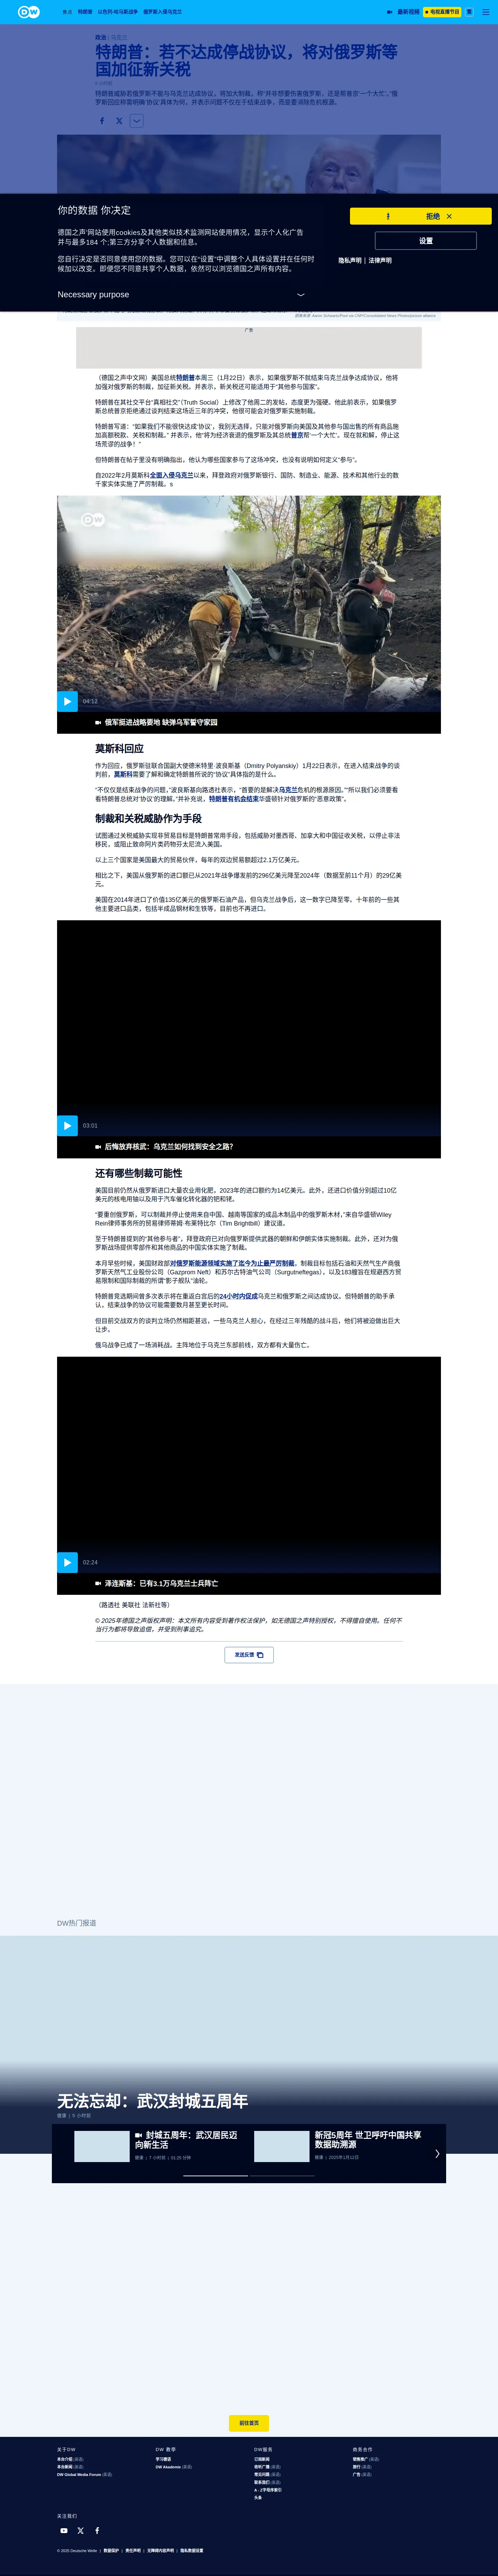 DW
焦点
特朗普
以色列-哈马斯战争
俄罗斯入侵乌克兰
最新视频
电视直播节目
繁
政治 | 乌克兰
特朗普：若不达成停战协议，将对俄罗斯等
国加征新关税
特朗普威胁若俄罗斯不能与乌克兰达成协议，将加大制裁，称“并非想要伤害俄罗斯，还是帮普京一个大忙”。“俄
罗斯回应称需明确‘协议’具体为何，并表示问题不仅在于结束战争，而是要消除危机根源。
你的数据 你决定
德国之声网站使用cookies及其他类似技术监测网站使用情况，显示个人化广告
并与最多184 个;第三方分享个人数据和信息。
您自行决定是否同意使用您的数据。您可以在“设置”中调整个人具体设置并在任何时
候加以改变。即便您不同意共享个人数据，依然可以浏览德国之声所有内容。
Necessary purpose
拒绝
设置
隐私声明 | 法律声明
广告
（德国之声中文网）美国总统特朗普本周三（1月22日）表示，如果俄罗斯不就结束乌克兰战争达成协议，他将
加强对俄罗斯的制裁，加征新关税。并表示，新关税还可能适用于“其他参与国家”。
特朗普在其社交平台“真相社交”（Truth Social）上修改了他周二的发帖，态度更为强硬。他此前表示，如果俄罗
斯总统普京拒绝通过谈判结束这场近三年的冲突，他很可能会对俄罗斯实施制裁。
特朗普写道：“如果我们不能很快达成‘协议’，我别无选择，只能对俄罗斯向美国及其他参与国出售的所有商品施
加高额税款、关税和制裁。” 并表示，他“将为经济衰退的俄罗斯及其总统普京帮‘一个大忙’。现在就和解，停止这
场荒谬的战争！ ”
但特朗普在帖子里没有明确指出，他认为哪些国家参与了这场冲突，也没有说明如何定义“参与”。
自2022年2月莫斯科全面入侵乌克兰以来，拜登政府对俄罗斯银行、国防、制造业、能源、技术和其他行业的数
千家实体实施了严厉制裁。s
DW
04:12
俄军挺进战略要地 缺弹乌军誓守家园
莫斯科回应
作为回应，俄罗斯驻联合国副大使德米特里·波良斯基（Dmitry Polyanskiy）1月22日表示，在进入结束战争的谈
判前，莫斯科需要了解和确定特朗普所说的“协议”具体指的是什么。
“不仅仅是结束战争的问题，”波良斯基向路透社表示，“首要的是解决乌克兰危机的根源原因。”“所以我们必须要看
看特朗普总统对‘协议’的理解。”并补充说，特朗普有机会结束华盛顿针对俄罗斯的“恶意政策”。
制裁和关税威胁作为手段
试图通过关税威胁实现非贸易目标是特朗普常用手段，包括威胁对墨西哥、加拿大和中国征收关税，以停止非法
移民，或阻止致命阿片类药物芬太尼流入美国。
以上三个国家是美国最大的贸易伙伴，每年的双边贸易额超过2.1万亿美元。
相比之下，美国从俄罗斯的进口额已从2021年战争爆发前的296亿美元降至2024年（数据至前11个月）的29亿美
元。
美国在2014年进口了价值135亿美元的俄罗斯石油产品，但乌克兰战争后，这一数字已降至零。十年前的一些其
他主要进口品类，包括半成品钢材和生铁等，目前也不再进口。
03:01
后悔放弃核武：乌克兰如何找到安全之路？
还有哪些制裁可能性
美国目前仍然从俄罗斯进口大量农业用化肥，2023年的进口额约为14亿美元。此外，还进口价值分别超过10亿
美元的核电用铀以及用于汽车催化转化器的钯和铑。
“要重创俄罗斯，可以制裁并停止使用来自中国、越南等国家的成品木制品中的俄罗斯木材，”来自华盛顿Wiley
Rein律师事务所的贸易律师蒂姆·布莱特比尔（Tim Brightbill）建议道。
至于特朗普提到的“其他参与者”，拜登政府已对向俄罗斯提供武器的朝鲜和伊朗实体实施制裁。此外，还对为俄
罗斯战场提供零部件和其他商品的中国实体实施了制裁。
本月早些时候，美国财政部对俄罗斯能源领域实施了迄今为止最严厉制裁，制裁目标包括石油和天然气生产商俄
罗斯天然气工业股份公司（Gazprom Neft）和苏尔古特油气公司（Surgutneftegas），以及183艘旨在规避西方贸
易限制和国际制裁的所谓“影子舰队”油轮。
特朗普竞选期间曾多次表示将在重返白宫后的24小时内促成乌克兰和俄罗斯之间达成协议。但特朗普的助手承
认，结束战争的协议可能需要数月甚至更长时间。
但目前交战双方的谈判立场仍然相距甚远，一些乌克兰人担心，在经过三年残酷的战斗后，他们将被迫做出巨大
让步。
俄乌战争已成了一场消耗战。主阵地位于乌克兰东部前线，双方都有大量伤亡。
02:24
泽连斯基：已有3.1万乌克兰士兵阵亡
（路透社 美联社 法新社等）
© 2025年德国之声版权声明：本文所有内容受到著作权法保护，如无德国之声特别授权，不得擅自使用。任何不
当行为都将导致追偿，并受到刑事追究。
发送反馈
DW热门报道
无法忘却：武汉封城五周年
健康 | 5 小时前
封城五周年：武汉居民迈
向新生活
健康 | 7 小时前 | 01:25 分钟
新冠5周年 世卫呼吁中国共享
数据助溯源
健康 | 2025年1月12日
前往首页
关于DW
本台介绍 (英语)
本台新闻 (英语)
DW Global Media Forum (英语)
DW 教学
学习德语
DW Akademie (英语)
DW服务
订阅新闻
收听广播 (英语)
常见问题 (英语)
联系我们 (英语)
A - Z字母序索引
头条
商务合作
销售推广 (英语)
旅行 (英语)
广告 (英语)
关注我们
© 2025 Deutsche Welle | 数据保护 | 责任声明 | 无障碍内容声明 | 隐私数据设置